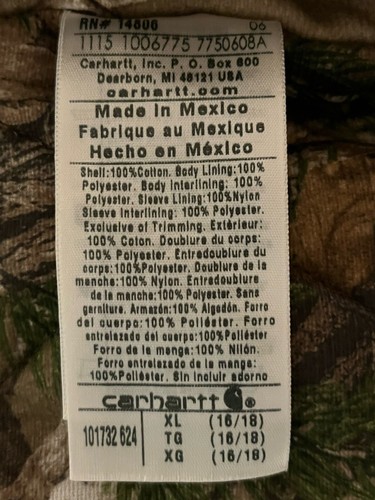 RN# 14806 06
1115 1006775 7750608A
Carhartt, Inc. P. O. Box 600
Dearborn, MI 48121 USA
carhartt.com
Made in Mexico
Fabrique au Mexique
Hecho en México
Shell:100%Cotton. Body Lining:100%
Polyester. Body Interlining: 100%
Polyester. Sleeve Lining:100%Nylon
Sleeve Interlining: 100% Polyester.
Exclusive of Trimming. Extèrieur:
100% Coton. Doublure du corps:
100% Polyester. Entredoublure du
corps:100%Polyester. Doublure de la
manche:100% Nylon. Entredoublure
de la manche:100% Polyester. Sans
garniture. Armazón:100% Algodón. Forro
del cuerpo:100% Poliéster. Forro
entrelazado del cuerpo:100% Poliéster
Forro de la manga:100% Nilón.
Forro entrelazado de la manga:
100%Poliéster. Sin incluir adorno
carhartt ®
101732 624
XL (16/18)
TG (16/18)
XG (16/18)